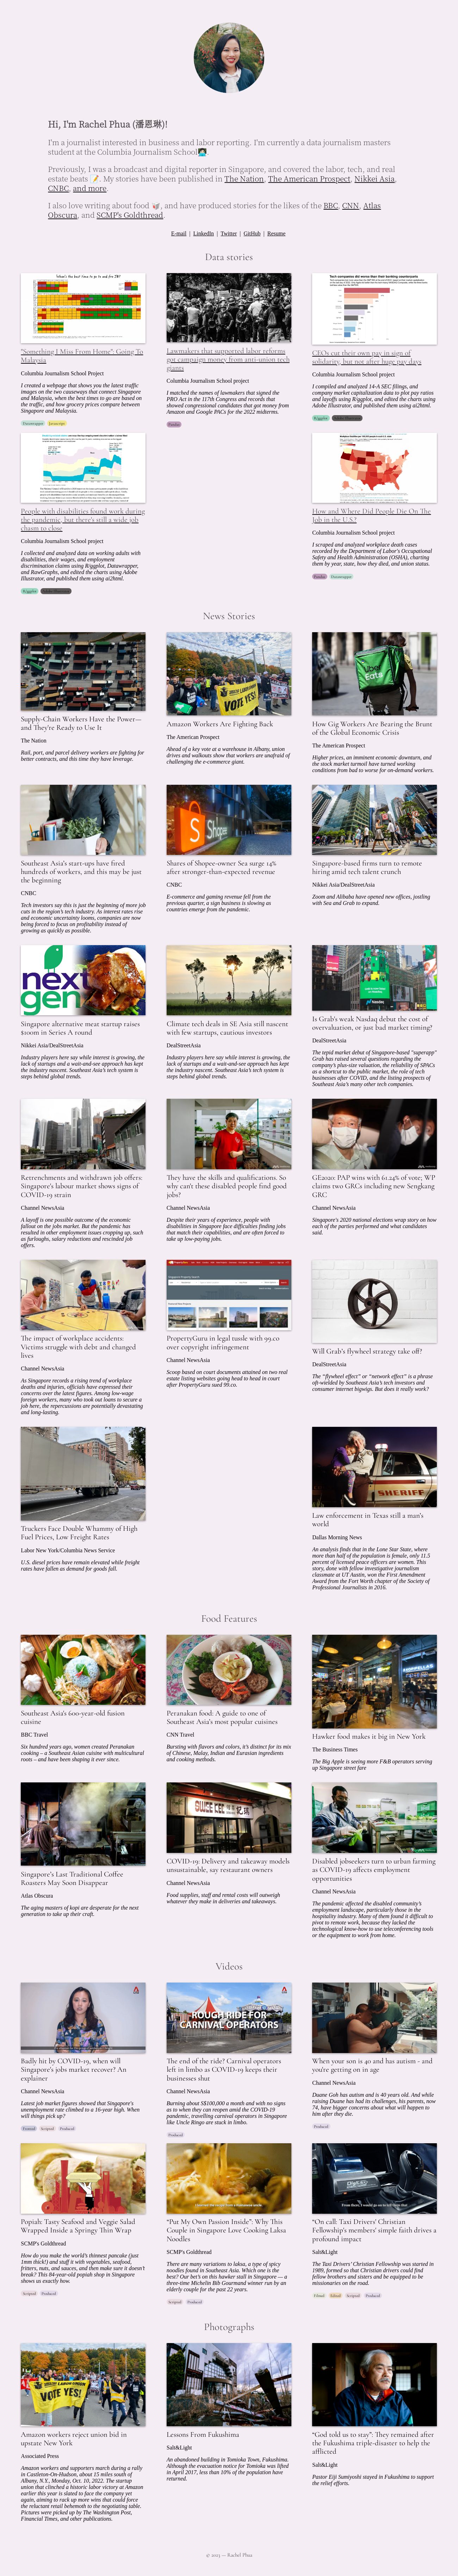 Hi, I'm Rachel Phua (潘恩琳)!
I'm a journalist interested in business and labor reporting. I'm currently a data journalism masters
student at the Columbia Journalism School
Previously, I was a broadcast and digital reporter in Singapore, and covered the labor, tech, and real
estate beats 📝. My stories have been published in The Nation, The American Prospect, Nikkei Asia,
CNBC, and more.
I also love writing about food 🥡, and have produced stories for the likes of the BBC, CNN, Atlas
Obscura, and SCMP's Goldthread.
E-mail | LinkedIn | Twitter | GitHub | Resume
Data stories
"Something I Miss From Home": Going To
Malaysia
Columbia Journalism School Project
I created a webpage that shows you the latest traffic
images on the two causeways that connect Singapore
and Malaysia, when the best time to go is are based on
the traffic, and how grocery prices compare between
Singapore and Malaysia.
Datawrapper Javascript
Lawmakers that supported labor reforms
got campaign money from anti-union tech
giants
Columbia Journalism School project
I matched the names of lawmakers that signed the
PRO Act in the 117th Congress and records that
showed congressional candidates who got money from
Amazon and Google PACs for the 2022 midterms.
Pandas
CEOs cut their own pay in sign of
solidarity, but not after huge pay days
Columbia Journalism School project
I compiled and analyzed 14-A SEC filings, and
company market capitalization data to plot pay ratios
and layoffs using R/ggplot, and edited the charts using
Adobe Illustrator, and published them using ai2html.
R/ggplot Adobe Illustrator
People with disabilities found work during
the pandemic, but there's still a wide job
chasm to close
Columbia Journalism School project
I collected and analyzed data on working adults with
disabilities, their wages, and employment
discrimination claims using R/ggplot, Datawrapper,
and RawGraphs, and edited the charts using Adobe
Illustrator, and published them using ai2html.
R/ggplot Adobe Illustrator
How and Where Did People Die On The
Job in the U.S.?
Columbia Journalism School project
I scraped and analyzed workplace deaths cases
recorded by the Department of Labor's Occupational
Safety and Health Administrations (OSHA), charting
them by year, state, how they died, and union status.
Pandas Datawrapper
News Stories
Supply-Chain Workers Have the Power—
and They're Ready to Use It
The Nation
Rail, port, and parcel delivery workers are fighting for
better contracts, and this time they have leverage.
Amazon Workers Are Fighting Back
The American Prospect
Ahead of a key vote at a warehouse in Albany, union
drives and walkouts show that workers are unafraid of
challenging the e-commerce giant.
How Gig Workers Are Bearing the Brunt
of the Global Economic Crisis
The American Prospect
Higher prices, an imminent economic downturn, and
the stock market turmoil have turned working
conditions from bad to worse for on-demand workers.
Southeast Asia's start-ups have fired
hundreds of workers, and this may be just
the beginning
CNBC
Tech investors say this is just the beginning of more job
cuts in the region's tech industry. As interest rates rise
and economic uncertainty looms, companies are now
being forced to focus on profitability instead of
growing as quickly as possible.
Shares of Shopee-owner Sea surge 14%
after stronger-than-expected revenue
CNBC
E-commerce and gaming revenue fell from the
previous quarter, a sign business is slowing as
countries emerge from the pandemic.
Singapore-based firms turn to remote
hiring amid tech talent crunch
Nikkei Asia/DealStreetAsia
Zoom and Alibaba have opened new offices, jostling
with Sea and Grab to expand.
next
gen
Singapore alternative meat startup raises
$100m in Series A round
Nikkei Asia/DealStreetAsia
Industry players here say while interest is growing, the
lack of startups and a wait-and-see approach has kept
the industry nascent. Southeast Asia's tech system is
steps behind global trends.
Climate tech deals in SE Asia still nascent
with few startups, cautious investors
DealStreetAsia
Industry players here say while interest is growing, the
lack of startups and a wait-and-see approach has kept
the industry nascent. Southeast Asia's tech system is
steps behind global trends.
Is Grab's weak Nasdaq debut the cost of
overvaluation, or just bad market timing?
DealStreetAsia
The tepid market debut of Singapore-based "superapp"
Grab has raised several questions regarding the
company's plus-size valuation, the reliability of SPACs
as a shortcut to the public market, the role of tech
businesses after COVID, and the listing prospects of
Southeast Asia's many other tech companies.
Retrenchments and withdrawn job offers:
Singapore's labour market shows signs of
COVID-19 strain
Channel NewsAsia
A layoff is one possible outcome of the economic
fallout on the jobs market. But the pandemic has
resulted in other employment issues cropping up, such
as furloughs, salary reductions and rescinded job
offers.
They have the skills and qualifications. So
why can't these disabled people find good
jobs?
Channel NewsAsia
Despite their years of experience, people with
disabilities in Singapore face difficulties finding jobs
that match their capabilities, and are often forced to
take up low-paying jobs.
GE2020: PAP wins with 61.24% of vote; WP
claims two GRCs including new Sengkang
GRC
Channel NewsAsia
Singapore's 2020 national elections wrap story on how
each of the parties performed and what candidates
said.
The impact of workplace accidents:
Victims struggle with debt and changed
lives
Channel NewsAsia
As Singapore records a rising trend of workplace
deaths and injuries, officials have expressed their
concerns over the latest figures. Among low-wage
foreign workers, many who took out loans to secure a
job here, the repercussions are potentially devastating
and long-lasting.
PropertyGuru in legal tussle with 99.co
over copyright infringement
Channel NewsAsia
Scoop based on court documents attained on two real
estate listing websites going head to head in court
after PropertyGuru sued 99.co.
Will Grab's flywheel strategy take off?
DealStreetAsia
The "flywheel effect" or "network effect" is a phrase
oft-wielded by Southeast Asia's tech investors and
consumer internet bigwigs. But does it really work?
Truckers Face Double Whammy of High
Fuel Prices, Low Freight Rates
Labor New York/Columbia News Service
U.S. diesel prices have remain elevated while freight
rates have fallen as demand for goods fall.
SHERIFF
Law enforcement in Texas still a man's
world
Dallas Morning News
An analysis finds that in the Lone Star State, where
more than half of the population is female, only 11.5
percent of licensed peace officers are women. This
story, done with fellow investigative journalism
classmate at UT Austin, won the First Amendment
Award from the Fort Worth chapter of the Society of
Professional Journalists in 2016.
Food Features
Southeast Asia's 600-year-old fusion
cuisine
BBC Travel
Six hundred years ago, women created Peranakan
cooking – a Southeast Asian cuisine with multicultural
roots – and have been shaping it ever since.
Peranakan food: A guide to one of
Southeast Asia's most popular cuisines
CNN Travel
Bursting with flavors and colors, it's distinct for its mix
of Chinese, Malay, Indian and Eurasian ingredients
and cooking methods.
Hawker food makes it big in New York
The Business Times
The Big Apple is seeing more F&B operators serving
up Singapore street fare
Singapore's Last Traditional Coffee
Roasters May Soon Disappear
Atlas Obscura
The aging masters of kopi are desperate for the next
generation to take up their craft.
COVID-19: Delivery and takeaway models
unsustainable, say restaurant owners
Channel NewsAsia
Food supplies, staff and rental costs will outweigh
whatever they make in deliveries and takeaways.
Disabled jobseekers turn to urban farming
as COVID-19 affects employment
opportunities
Channel NewsAsia
The pandemic affected the disabled community's
employment landscape, particularly those in the
hospitality industry. Many of them found it difficult to
pivot to remote work, because they lacked the
technological know-how to use teleconferencing tools
or the equipment to work from home.
Videos
Badly hit by COVID-19, when will
Singapore's jobs market recover? An
explainer
Channel NewsAsia
Latest job market figures showed that Singapore's
unemployment rate climbed to a 16-year high. When
will things pick up?
Scripted Produced
ROUGH RIDE FOR
CARNIVAL OPERATORS
The end of the ride? Carnival operators
left in limbo as COVID-19 keeps their
businesses shut
Channel NewsAsia
Burning about S$100,000 a month and with no signs
as to when they can reopen amid the COVID-19
pandemic, travelling carnival operators in Singapore
like Uncle Ringo are stuck in limbo.
Produced
When your son is 40 and has autism - and
you're getting on in age
Channel NewsAsia
Duane Goh has autism and is 40 years old. And while
raising Duane has had its challenges, his parents, now
74, have bigger concerns about what will happen to
him after they die.
Produced
Popiah: Tasty Seafood and Veggie Salad
Wrapped Inside a Springy Thin Wrap
SCMP's Goldthread
How do you make the world's thinnest pancake (just
1mm thick!) and stuff it with vegetables, seafood,
fritters, nuts, and sauces, and then make sure it doesn't
break? This 84-year-old popiah shop in Singapore
shows us exactly how.
Scripted Produced
"Put My Own Passion Inside": Why This
Couple in Singapore Love Cooking Laksa
Noodles
SCMP's Goldthread
There are many variations to laksa, a type of spicy
noodles found in Southeast Asia. Which one is the
best? Our bet's on this hawker stall in Singapore — a
three-time Michelin Bib Gourmand winner run by an
elderly couple for the past 22 years.
Scripted Produced
"On call: Taxi Drivers' Christian
Fellowship's members' simple faith drives a
profound impact
Salt&Light
The Taxi Drivers' Christian Fellowship was started in
1989, formed so that Christian drivers could find
fellow brothers and sisters and be equipped to be
missionaries on the road.
Filmed Edited Scripted Produced
Photographs
Amazon workers reject union bid in
upstate New York
Associated Press
Amazon workers and supporters march during a rally
in Castleton-On-Hudson, about 15 miles south of
Albany, N.Y., Monday, Oct. 10, 2022. The startup
union that clinched a historic labor victory at Amazon
earlier this year is slated to face the company yet
again, aiming to rack up more wins that could force
the reluctant retail behemoth to the negotiating table.
Pictures were picked up by The Washington Post,
Financial Times, and other publications.
Lessons From Fukushima
Salt&Light
An abandoned building in Tomioka Town, Fukushima.
Although the evacuation notice for Tomioka was lifted
in April 2017, less than 10% of the population have
returned.
"God told us to stay": They remained after
the Fukushima triple-disaster to help the
afflicted
Salt&Light
Pastor Eiji Sumiyoshi stayed in Fukushima to support
the relief efforts.
© 2023 — Rachel Phua